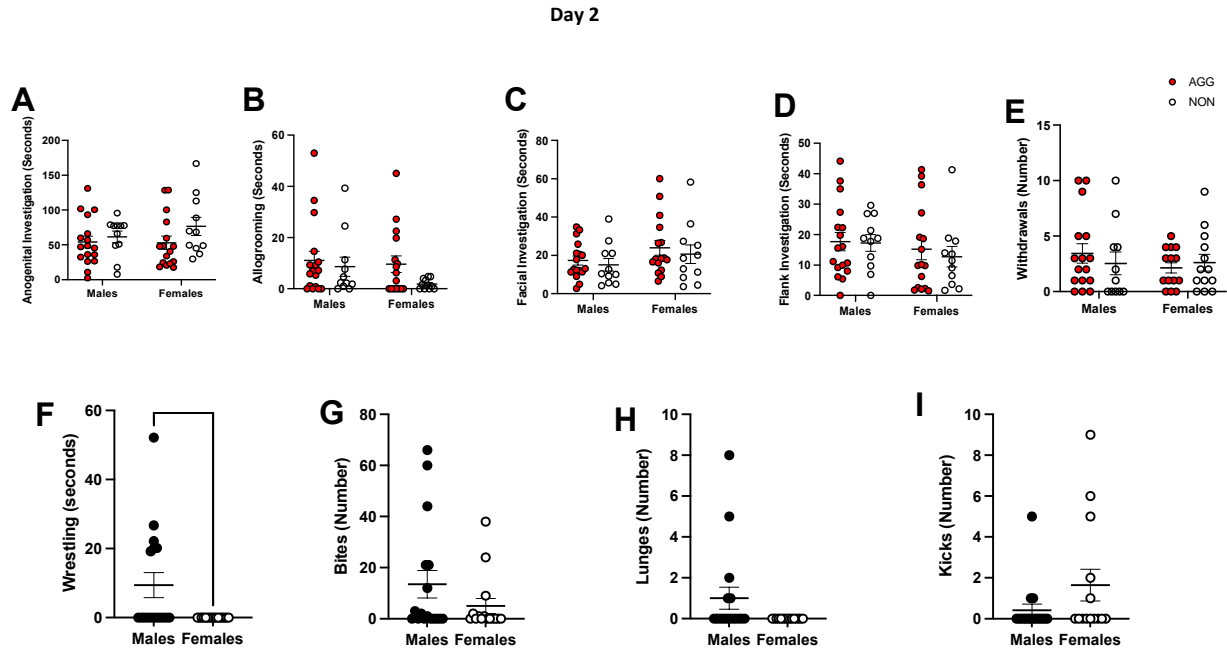 Day 2
AGG
NON
A
Anogenital Investigation (Seconds)
200
150
100
50
0
Males Females
B
Allogrooming (Seconds)
60
40
20
0
Males Females
C
Facial Investigation (Seconds)
80
60
40
20
0
Males Females
D
Flank Investigation (Seconds)
50
40
30
20
10
0
Males Females
E
Withdrawals (Number)
15
10
5
0
Males Females
F
Wrestling (seconds)
60
40
20
0
Males Females
G
Bites (Number)
80
60
40
20
0
Males Females
H
Lunges (Number)
10
8
6
4
2
0
Males Females
I
Kicks (Number)
10
8
6
4
2
0
Males Females